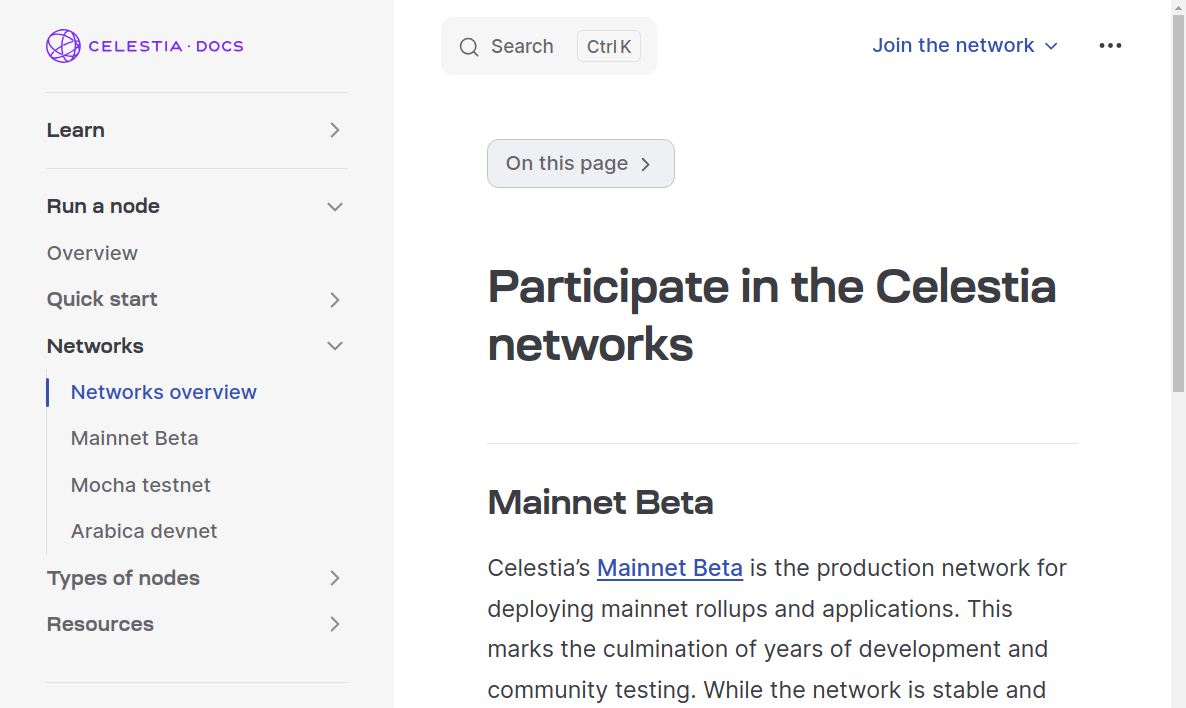 CELESTIA · DOCS
Learn
Run a node
Overview
Quick start
Networks
Networks overview
Mainnet Beta
Mocha testnet
Arabica devnet
Types of nodes
Resources
Search
Ctrl K
Join the network
On this page
Participate in the Celestia
networks
Mainnet Beta
Celestia’s Mainnet Beta is the production network for
deploying mainnet rollups and applications. This
marks the culmination of years of development and
community testing. While the network is stable and